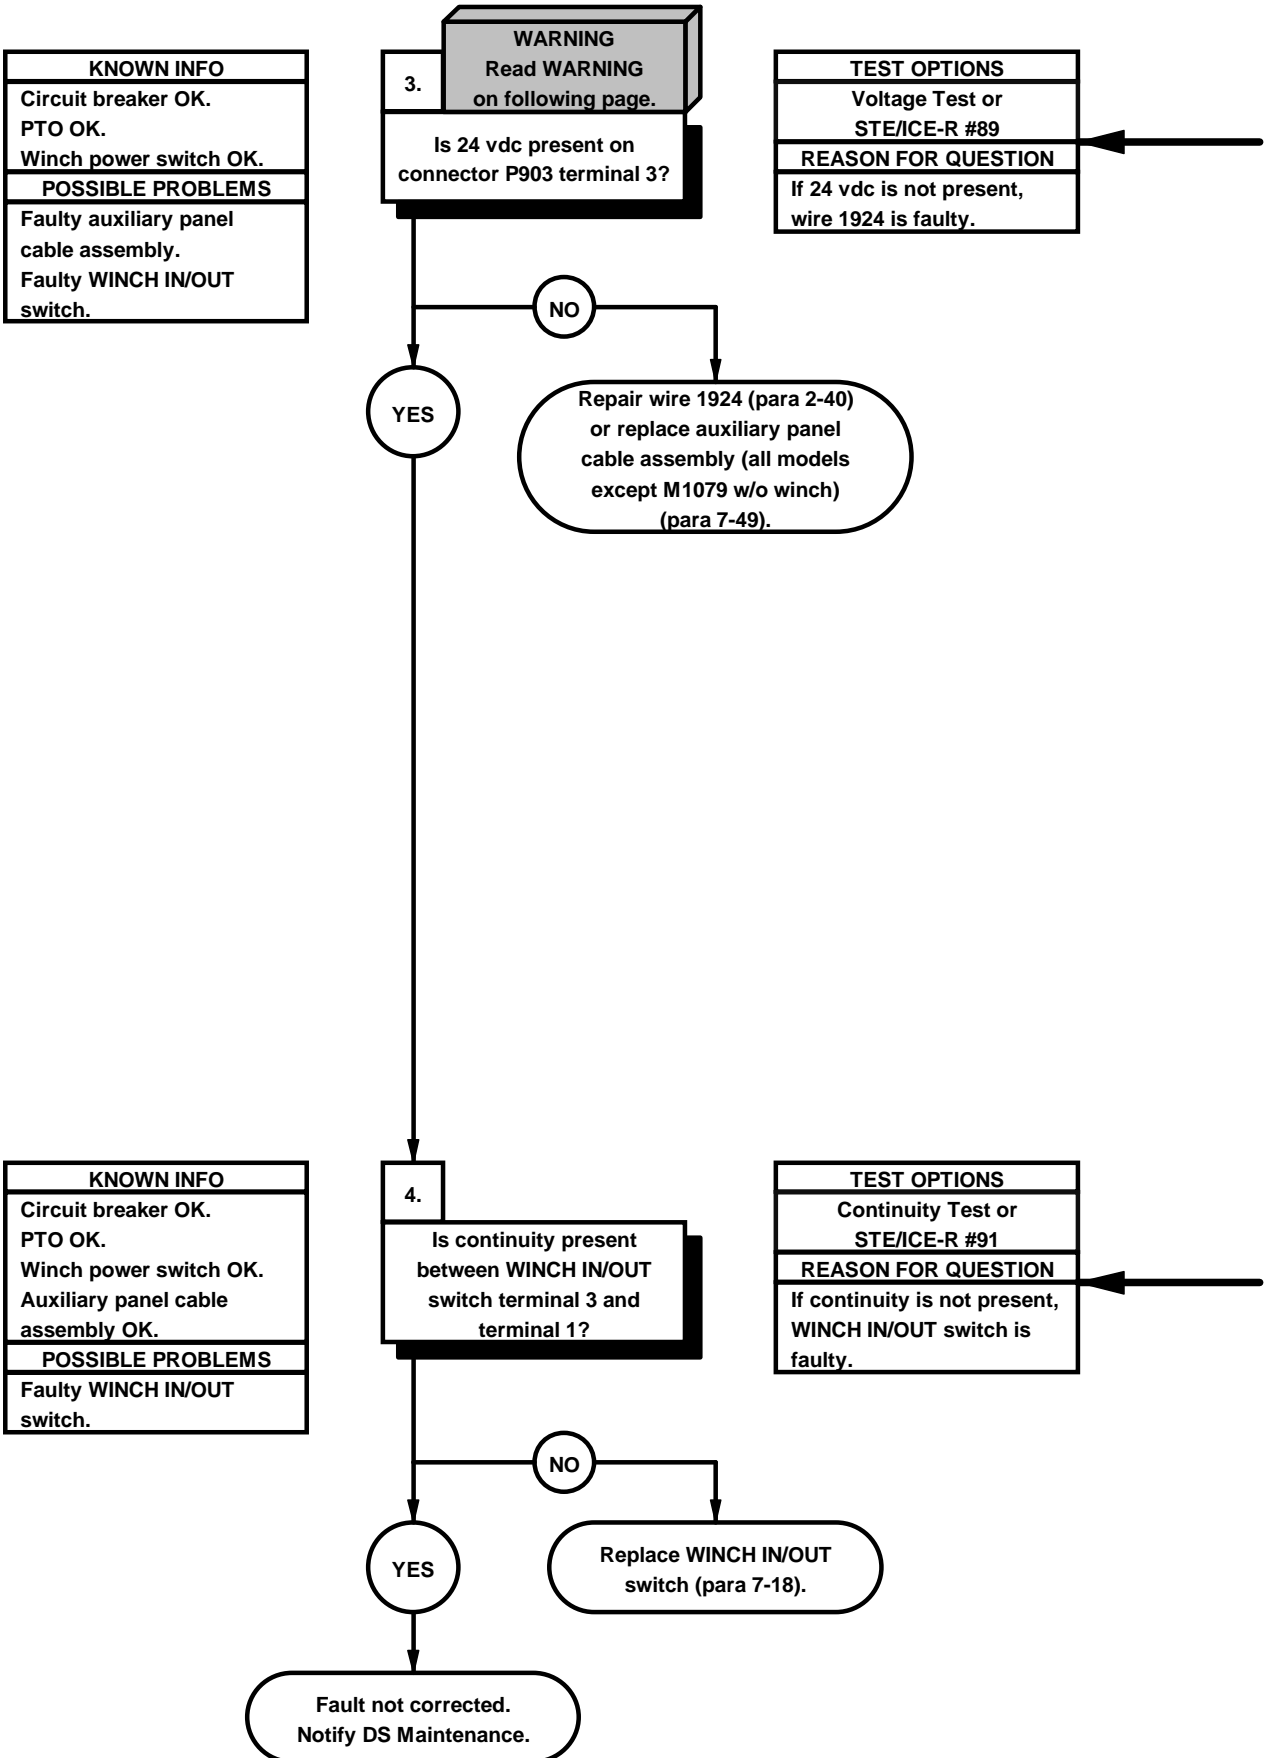 KNOWN INFO
Circuit breaker OK.
PTO OK.
Winch power switch OK.
POSSIBLE PROBLEMS
Faulty auxiliary panel
cable assembly.
Faulty WINCH IN/OUT
switch.
WARNING
Read WARNING
on following page.
3.
Is 24 vdc present on
connector P903 terminal 3?
TEST OPTIONS
Voltage Test or
STE/ICE-R #89
REASON FOR QUESTION
If 24 vdc is not present,
wire 1924 is faulty.
NO
YES
Repair wire 1924 (para 2-40)
or replace auxiliary panel
cable assembly (all models
except M1079 w/o winch)
(para 7-49).
KNOWN INFO
Circuit breaker OK.
PTO OK.
Winch power switch OK.
Auxiliary panel cable
assembly OK.
POSSIBLE PROBLEMS
Faulty WINCH IN/OUT
switch.
4.
Is continuity present
between WINCH IN/OUT
switch terminal 3 and
terminal 1?
TEST OPTIONS
Continuity Test or
STE/ICE-R #91
REASON FOR QUESTION
If continuity is not present,
WINCH IN/OUT switch is
faulty.
NO
YES
Replace WINCH IN/OUT
switch (para 7-18).
Fault not corrected.
Notify DS Maintenance.